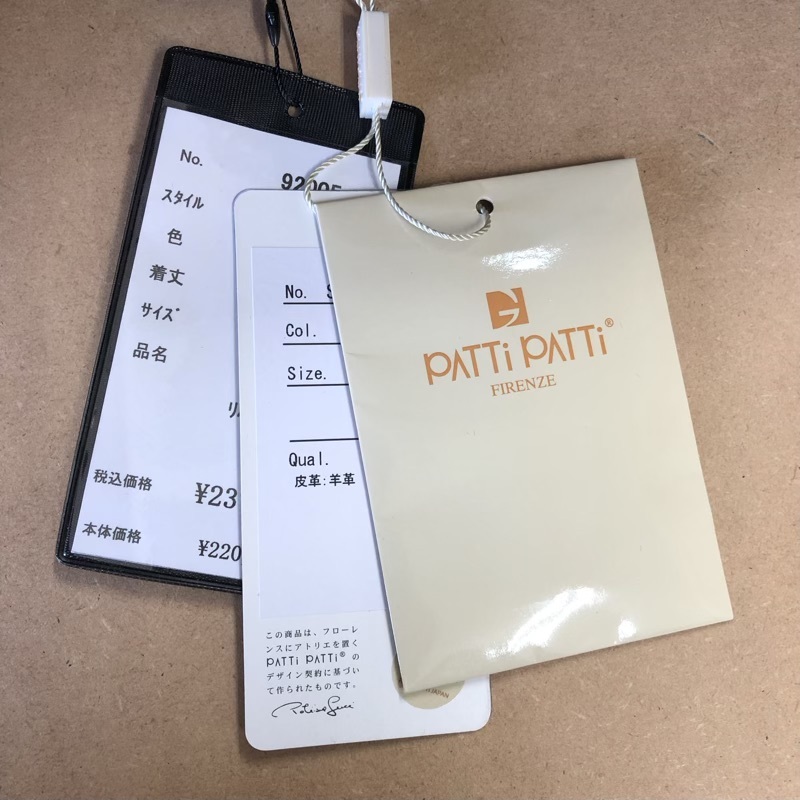 No.
スタイル
色
着丈
サイズ
品名
税込価格
¥23
本体価格
¥220
No.
Col.
Size.
Qual.
皮革:羊革
この商品は、フローレ
ンスにアトリエを置く
PATTi PATTi® の
デザイン契約に基づい
て作られたものです。
JAPAN
PATTi PATTi®
FIRENZE